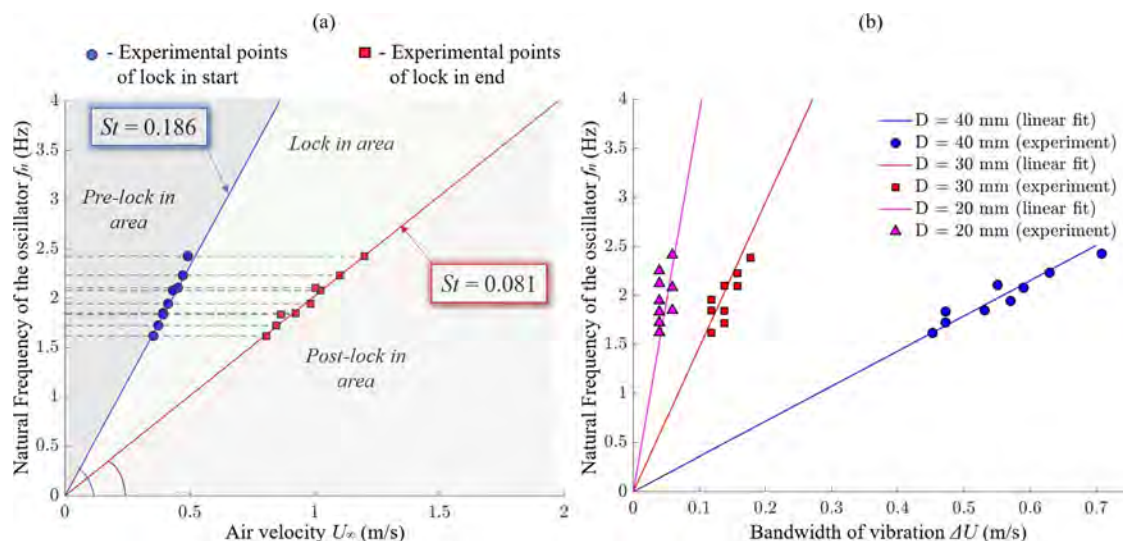 (a)
- Experimental points
of lock in start
- Experimental points
of lock in end
Natural Frequency of the oscillator fₙ (Hz)
4
3.5
3
2.5
2
1.5
1
0.5
0
St = 0.186
Lock in area
Pre-lock in
area
St = 0.081
Post-lock in
area
0
0.5
1
1.5
2
Air velocity U∞ (m/s)
(b)
Natural Frequency of the oscillator fₙ (Hz)
4
3.5
3
2.5
2
1.5
1
0.5
0
D = 40 mm (linear fit)
D = 40 mm (experiment)
D = 30 mm (linear fit)
D = 30 mm (experiment)
D = 20 mm (linear fit)
D = 20 mm (experiment)
0
0.1
0.2
0.3
0.4
0.5
0.6
0.7
Bandwidth of vibration ΔU (m/s)